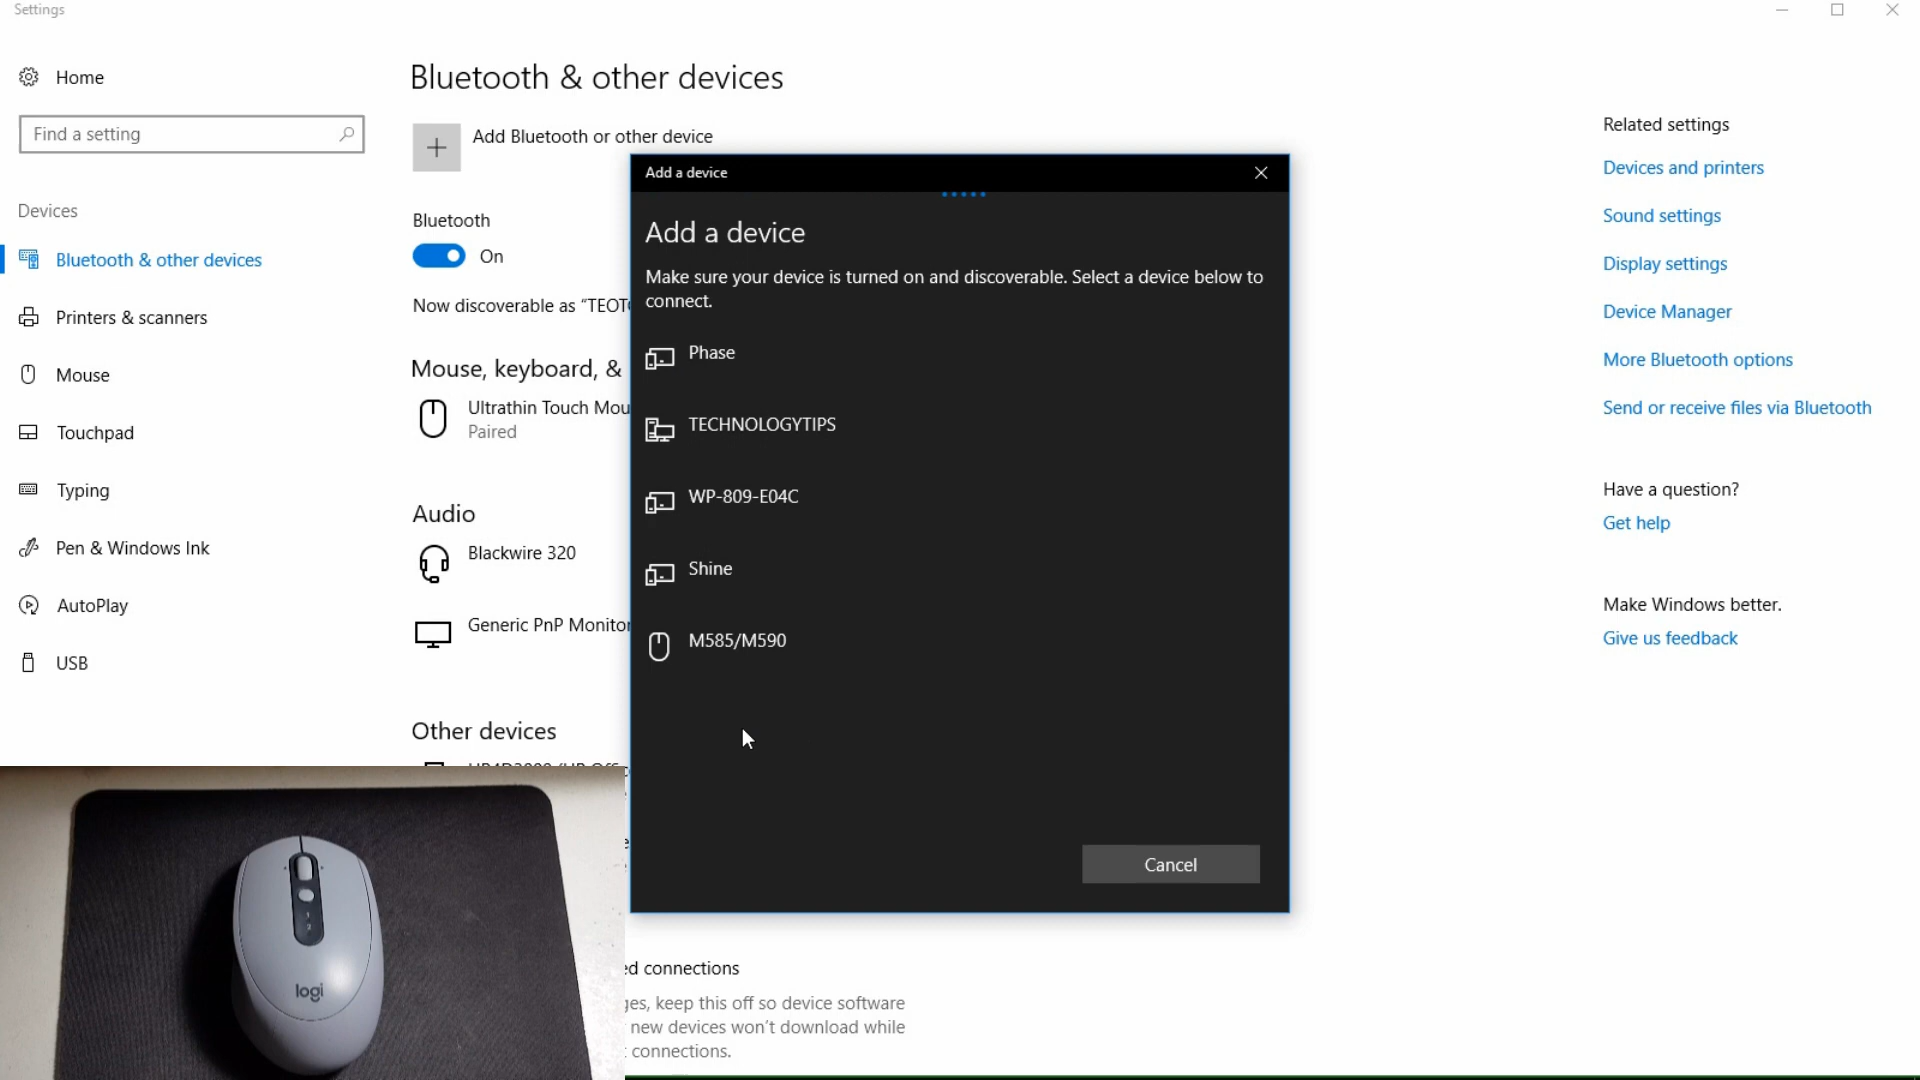 Settings
Home
Find a setting
Devices
Bluetooth & other devices
Printers & scanners
Mouse
Touchpad
Typing
Pen & Windows Ink
AutoPlay
USB
Bluetooth & other devices
Add Bluetooth or other device
Bluetooth
On
Now discoverable as “TEOT
Mouse, keyboard, &
Ultrathin Touch Mou
Paired
Audio
Blackwire 320
Generic PnP Monitor
Other devices
ed connections
ges, keep this off so device software
new devices won't download while
connections.
Add a device
Add a device
Make sure your device is turned on and discoverable. Select a device below to
connect.
Phase
TECHNOLOGYTIPS
WP-809-E04C
Shine
M585/M590
Cancel
Related settings
Devices and printers
Sound settings
Display settings
Device Manager
More Bluetooth options
Send or receive files via Bluetooth
Have a question?
Get help
Make Windows better.
Give us feedback
logi